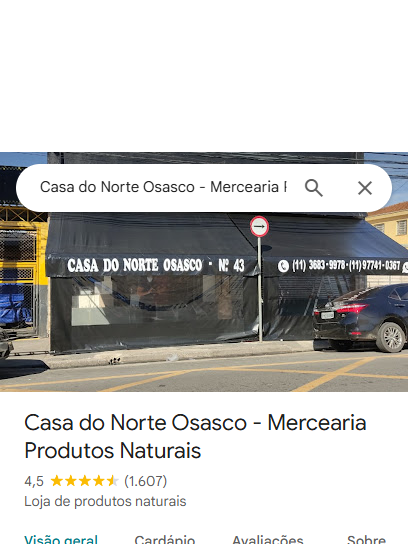 Casa do Norte Osasco - Mercearia
CASA DO NORTE OSASCO - Nº 43
(11) 3683-9978 - (11) 97741-0367
Casa do Norte Osasco - Mercearia
Produtos Naturais
4,5 (1.607)
Loja de produtos naturais
Visão geral Cardápio Avaliações Sobre